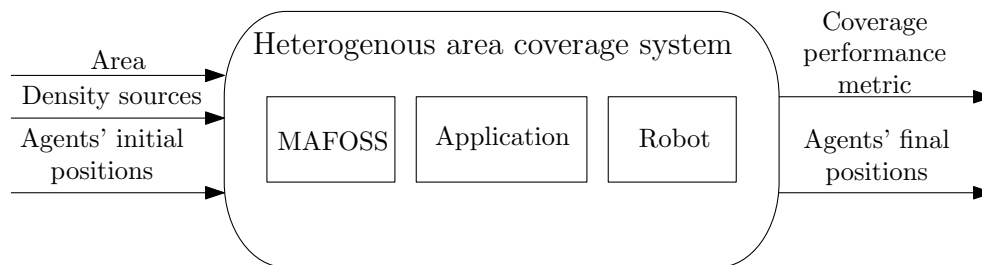 Area
Density sources
Agents' initial
positions
Heterogenous area coverage system
MAFOSS
Application
Robot
Coverage
performance
metric
Agents' final
positions